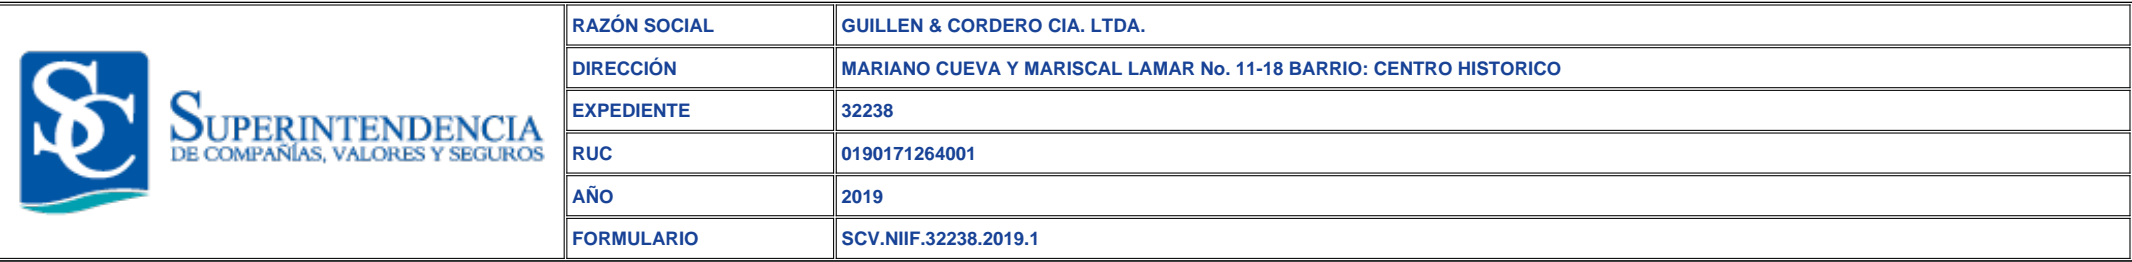 SC
SUPERINTENDENCIA
DE COMPAÑÍAS, VALORES Y SEGUROS
RAZÓN SOCIAL GUILLEN & CORDERO CIA. LTDA.
DIRECCIÓN MARIANO CUEVA Y MARISCAL LAMAR No. 11-18 BARRIO: CENTRO HISTORICO
EXPEDIENTE 32238
RUC 0190171264001
AÑO 2019
FORMULARIO SCV.NIIF.32238.2019.1